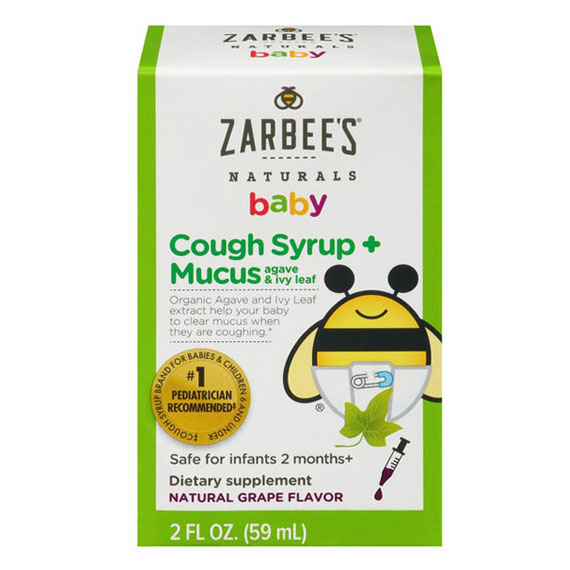 ZARBEE'S
NATURALS
baby
ZARBEE'S®
NATURALS
baby
Cough Syrup +
Mucus agave
& ivy leaf
Organic Agave and Ivy Leaf
extract help your baby
to clear mucus when
they are coughing.*
#1
PEDIATRICIAN
RECOMMENDED‡
‡COUGH SYRUP BRAND FOR BABIES & CHILDREN 6 AND UNDER
®
Safe for infants 2 months+
Dietary supplement
NATURAL GRAPE FLAVOR
2 FL OZ. (59 mL)